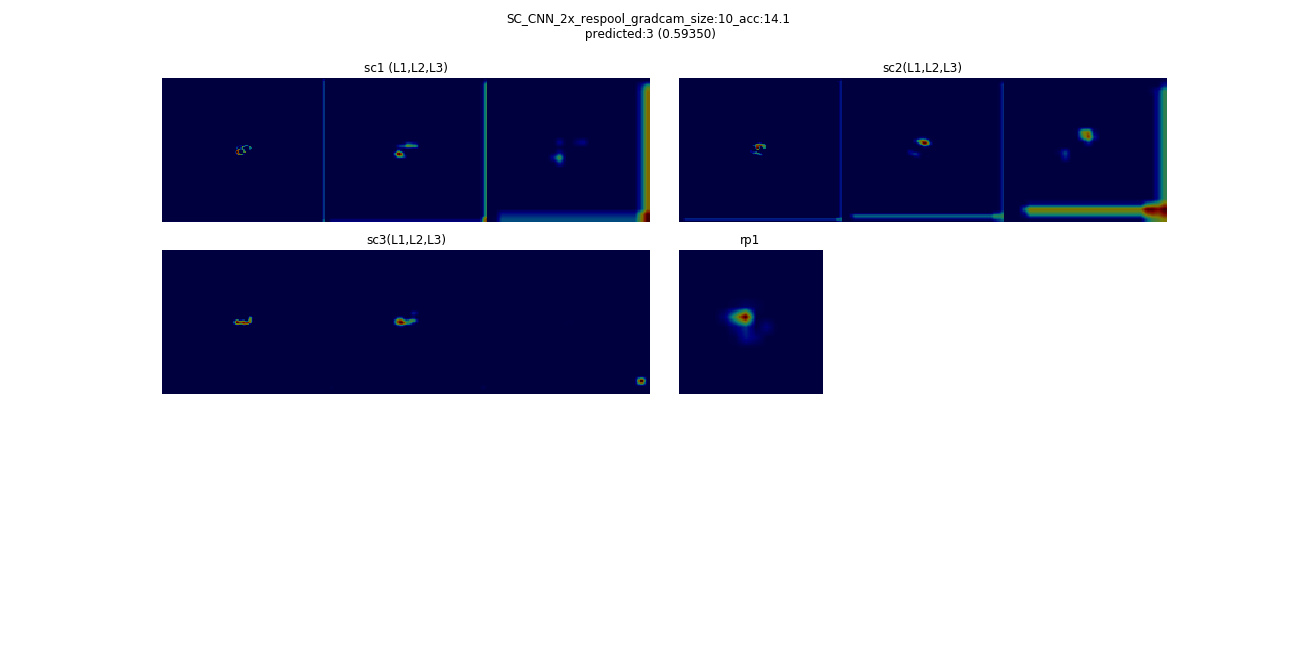 SC_CNN_2x_respool_gradcam_size:10_acc:14.1
predicted:3 (0.59350)
sc1 (L1,L2,L3)
sc2(L1,L2,L3)
sc3(L1,L2,L3)
rp1